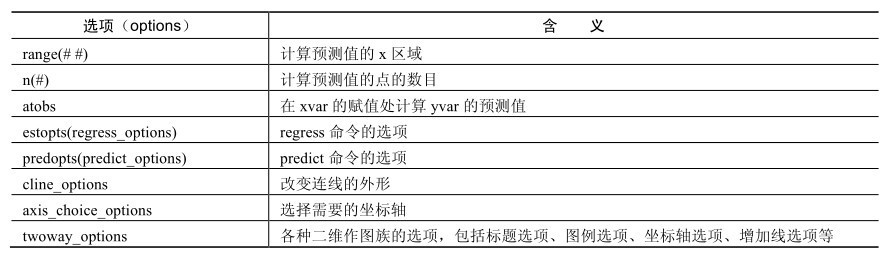 选项（options） 含 义
range(# #) 计算预测值的 x 区域
n(#) 计算预测值的点的数目
atobs 在 xvar 的赋值处计算 yvar 的预测值
estopts(regress_options) regress 命令的选项
predopts(predict_options) predict 命令的选项
cline_options 改变连线的外形
axis_choice_options 选择需要的坐标轴
twoway_options 各种二维作图族的选项，包括标题选项、图例选项、坐标轴选项、增加线选项等